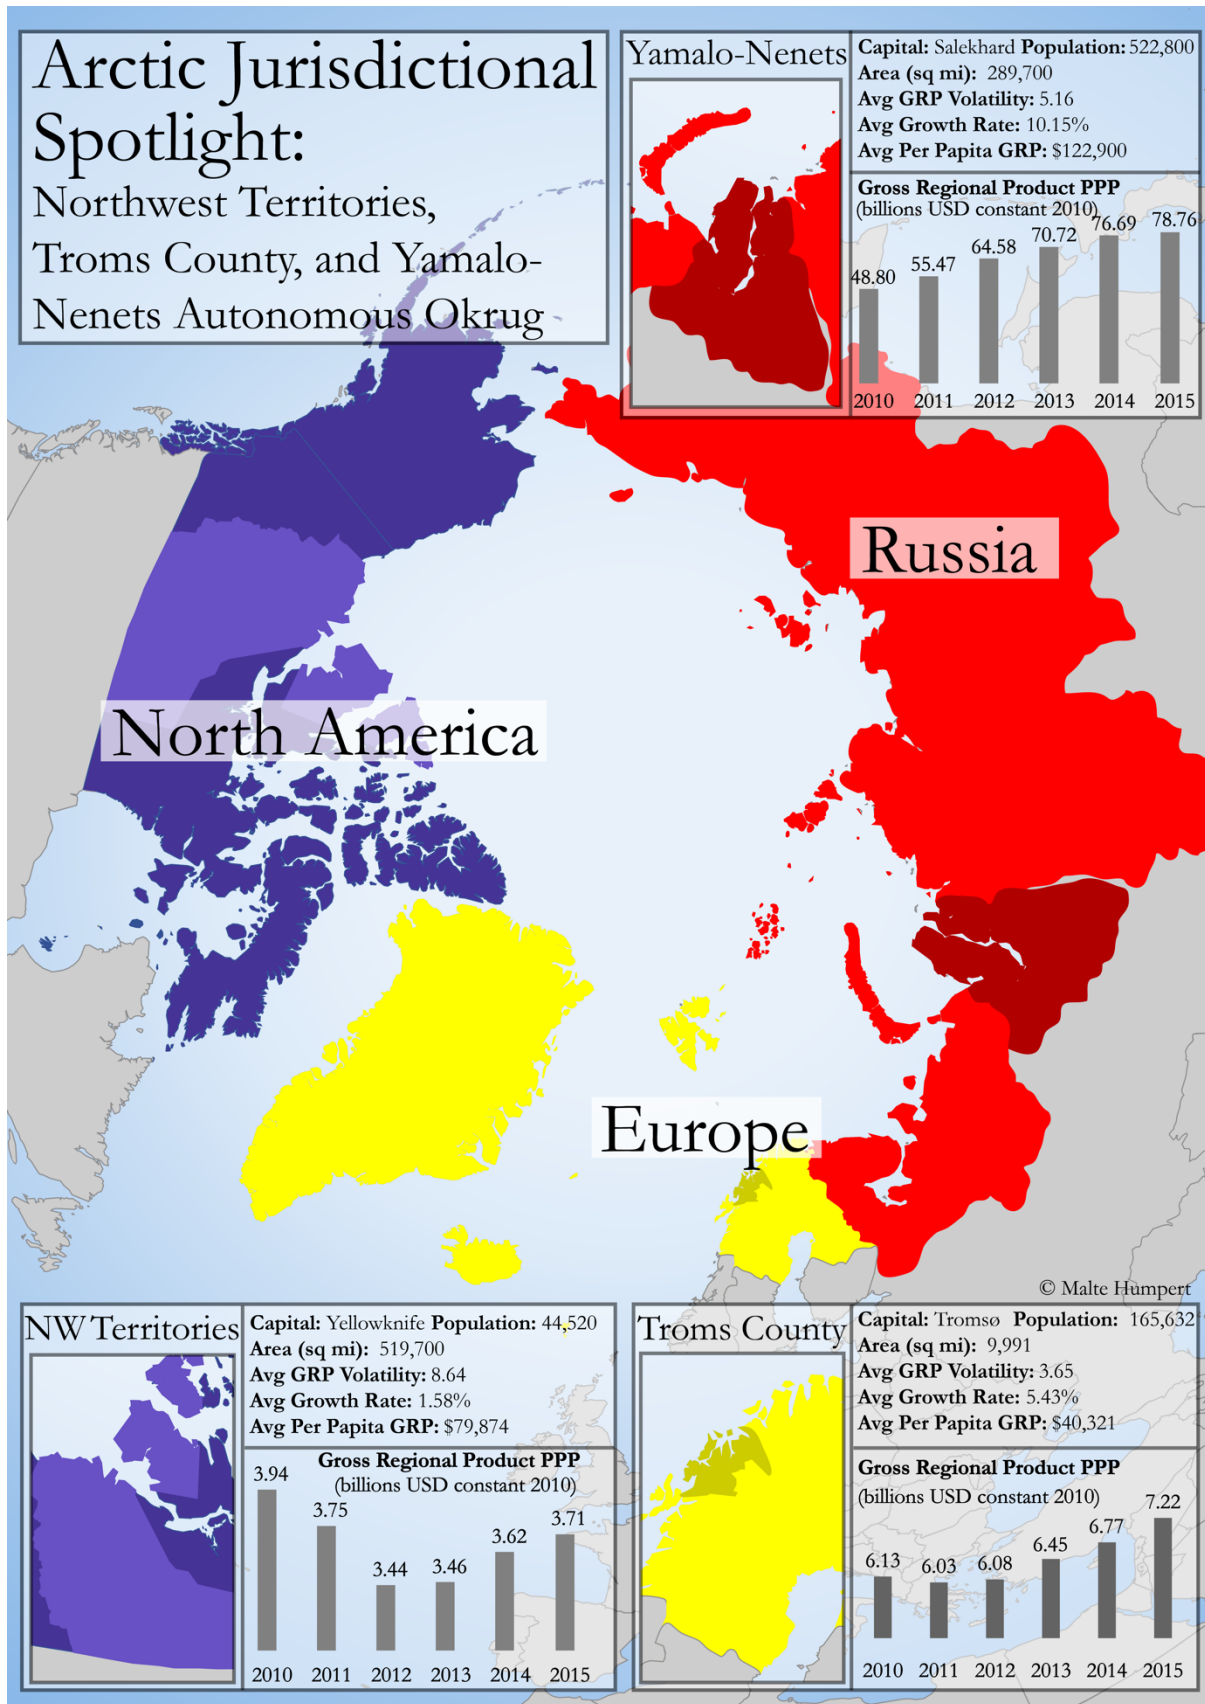 Arctic Jurisdictional
Spotlight:
Northwest Territories,
Troms County, and Yamalo-
Nenets Autonomous Okrug
Yamalo-Nenets
Capital: Salekhard Population: 522,800
Area (sq mi): 289,700
Avg GRP Volatility: 5.16
Avg Growth Rate: 10.15%
Avg Per Papita GRP: $122,900
Gross Regional Product PPP
(billions USD constant 2010)
48.80 55.47 64.58 70.72 76.69 78.76
2010 2011 2012 2013 2014 2015
Russia
North America
Europe
© Malte Humpert
NW Territories
Capital: Yellowknife Population: 44,520
Area (sq mi): 519,700
Avg GRP Volatility: 8.64
Avg Growth Rate: 1.58%
Avg Per Papita GRP: $79,874
Gross Regional Product PPP
(billions USD constant 2010)
3.94 3.75 3.44 3.46 3.62 3.71
2010 2011 2012 2013 2014 2015
Troms County
Capital: Tromsø Population: 165,632
Area (sq mi): 9,991
Avg GRP Volatility: 3.65
Avg Growth Rate: 5.43%
Avg Per Papita GRP: $40,321
Gross Regional Product PPP
(billions USD constant 2010)
6.13 6.03 6.08 6.45 6.77 7.22
2010 2011 2012 2013 2014 2015